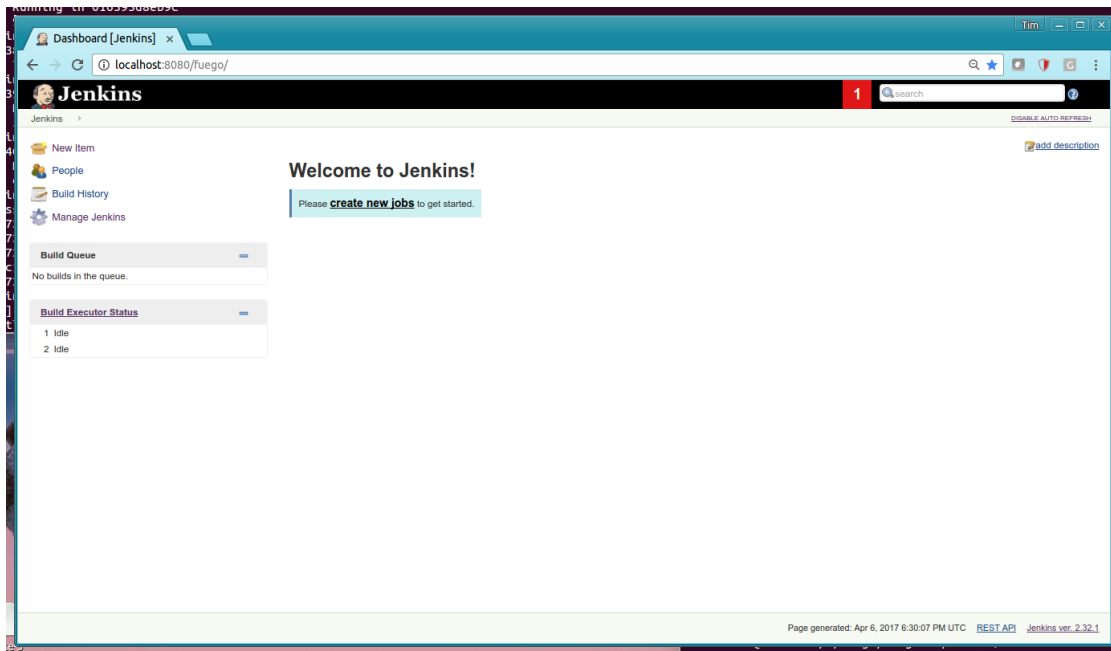 Running in 610393d8eb9c
Tim
Dashboard [Jenkins] ×
localhost:8080/fuego/
Jenkins
1
search
Jenkins
DISABLE AUTO REFRESH
New Item
People
Build History
Manage Jenkins
add description
Welcome to Jenkins!
Please create new jobs to get started.
Build Queue
No builds in the queue.
Build Executor Status
1 Idle
2 Idle
Page generated: Apr 6, 2017 6:30:07 PM UTC REST API Jenkins ver. 2.32.1